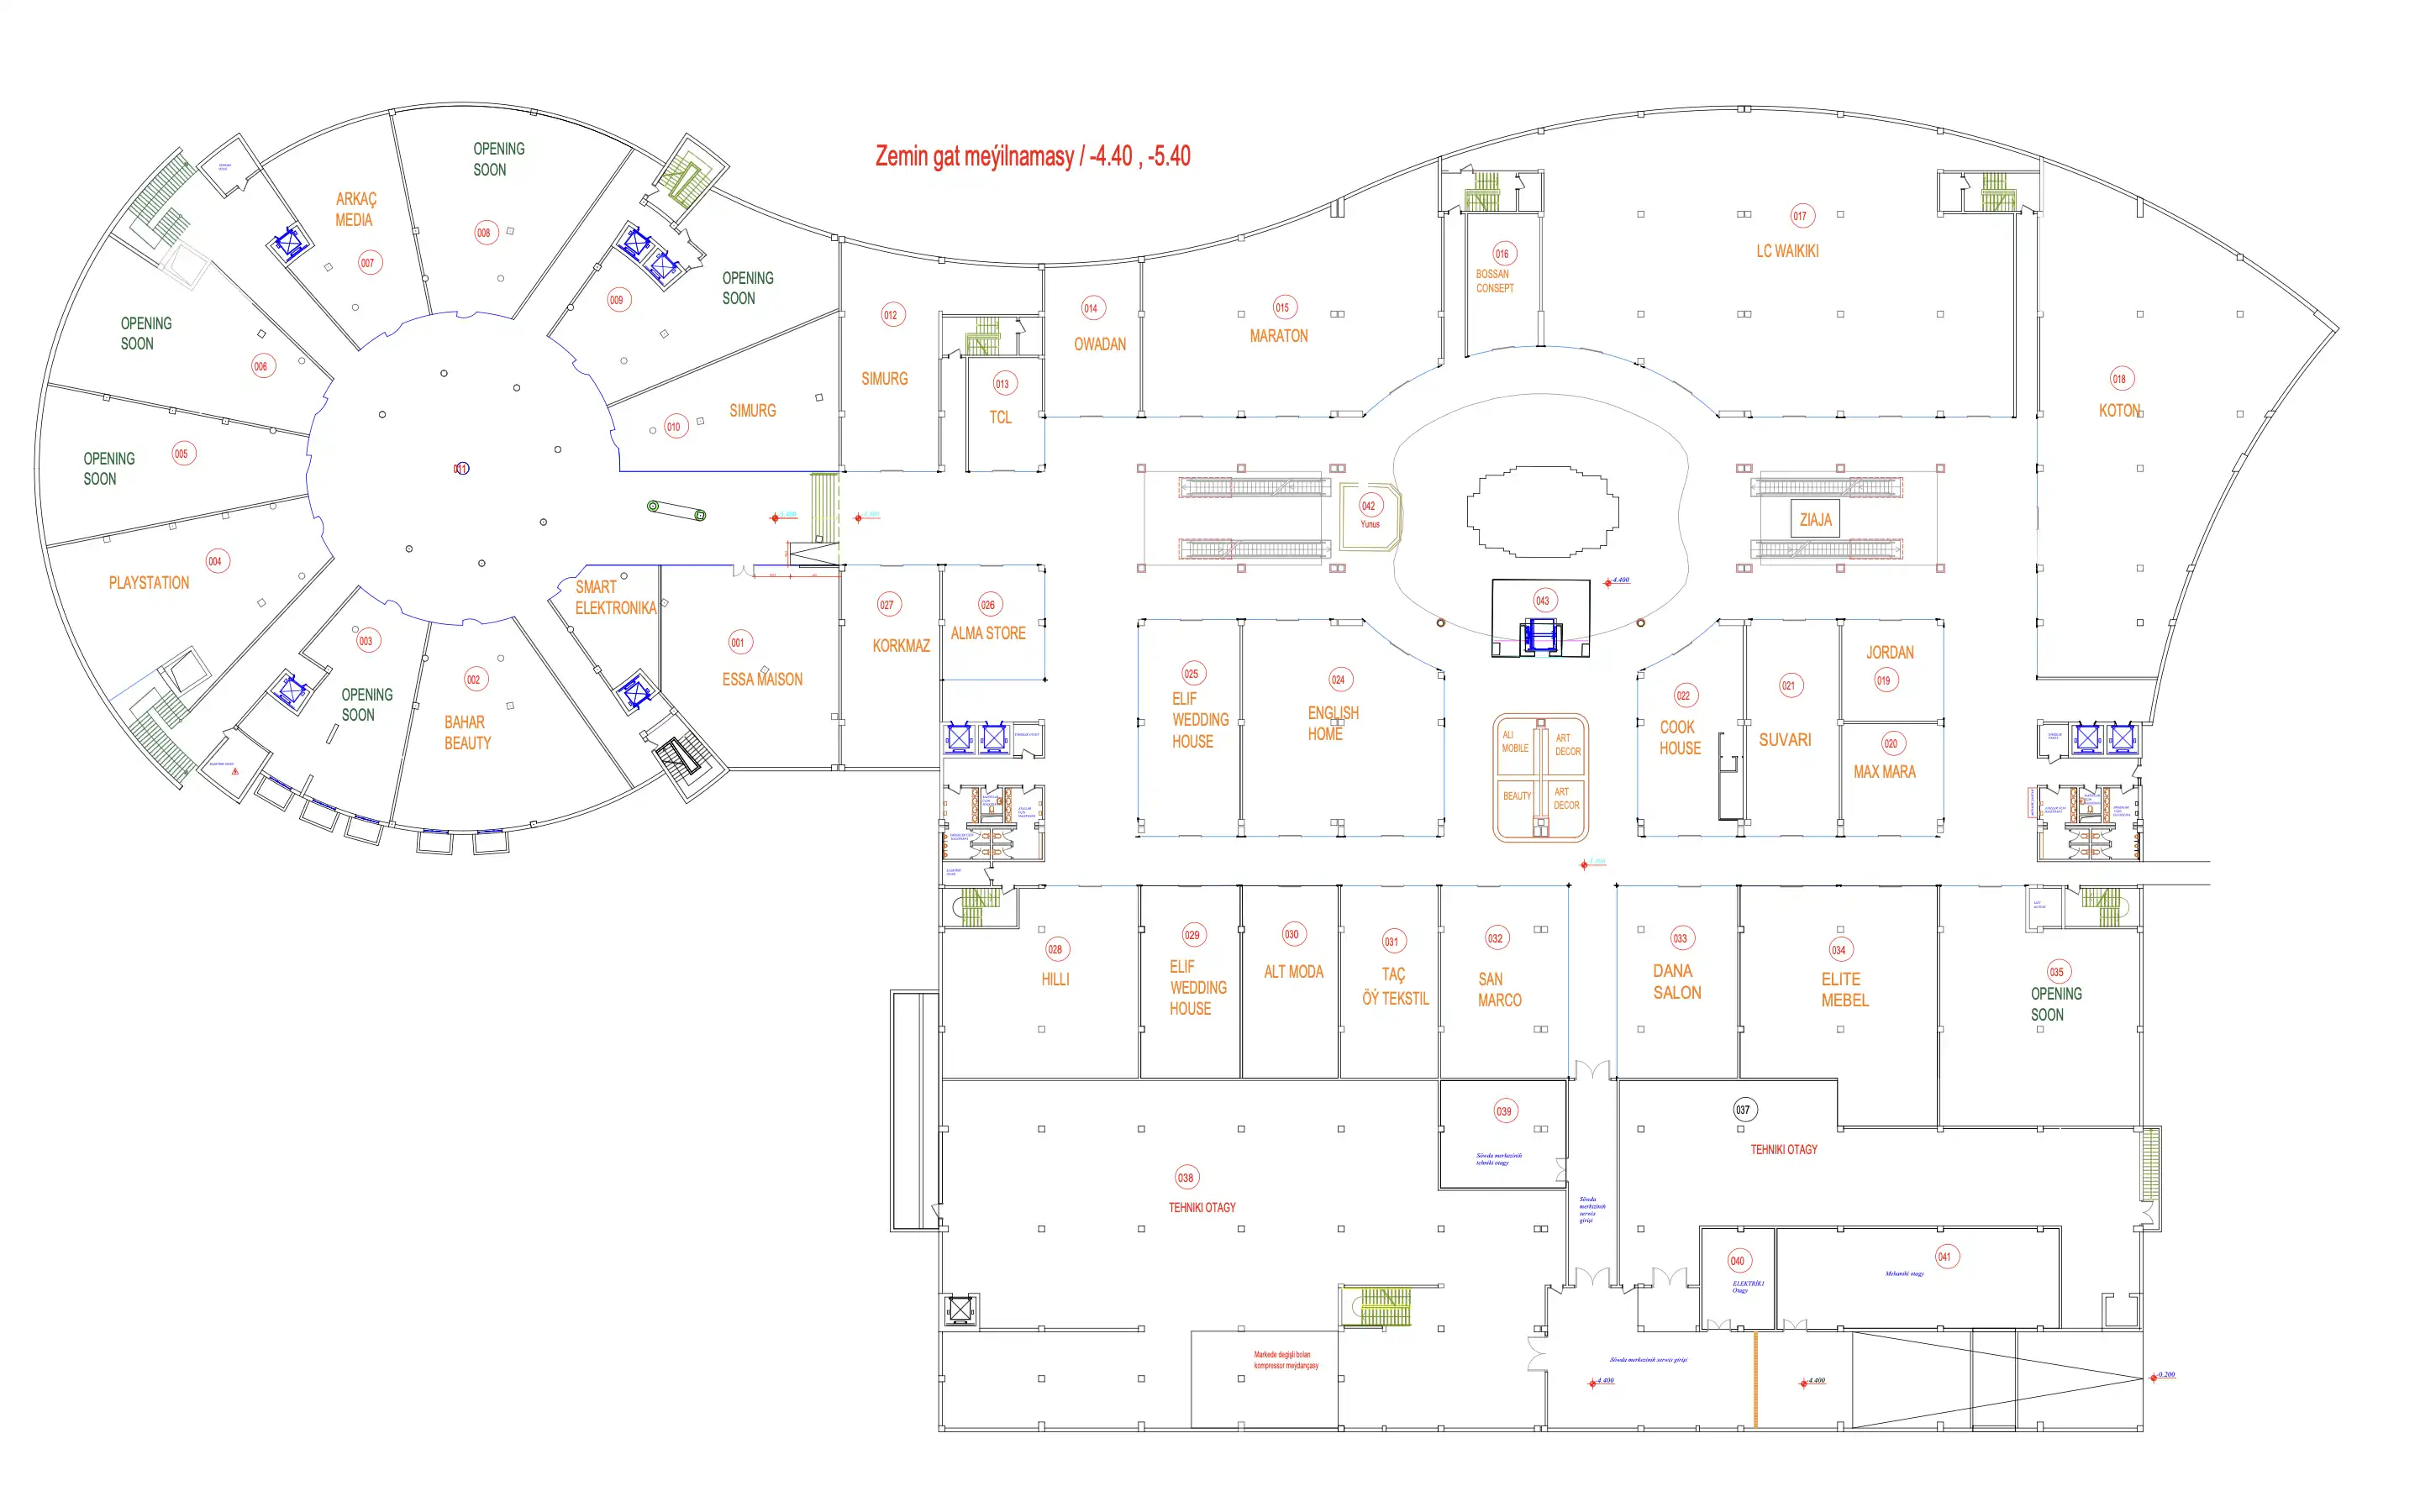 Zemin gat meýilnamasy / -4.40 , -5.40
OPENING
SOON
008
ARKAÇ
MEDIA
007
OPENING
SOON
009
OPENING
SOON
006
SIMURG
010
OPENING
SOON
005
011
004
PLAYSTATION
003
OPENING
SOON
002
BAHAR
BEAUTY
SMART
ELEKTRONIKA
001
ESSA MAISON
012
SIMURG
013
TCL
014
OWADAN
015
MARATON
016
BOSSAN
CONSEPT
017
LC WAIKIKI
018
KOTON
042
Yunus
ZIAJA
043
-4.400
027
KORKMAZ
026
ALMA STORE
025
ELIF
WEDDING
HOUSE
024
ENGLISH
HOME
ALI
MOBILE
ART
DECOR
BEAUTY
ART
DECOR
022
COOK
HOUSE
021
SUVARI
JORDAN
019
020
MAX MARA
028
HILLI
029
ELIF
WEDDING
HOUSE
030
ALT MODA
031
TAÇ
ÖÝ TEKSTIL
032
SAN
MARCO
033
DANA
SALON
034
ELITE
MEBEL
035
OPENING
SOON
039
Söwda merkezinik
tehniki otagy
037
TEHNIKI OTAGY
038
TEHNIKI OTAGY
Söwda
merkizinik
serwis
girişi
040
ELEKTRİKI
Otagy
041
Mehaniki otagy
Markede degişli bolan
kompressor meýdançasy
Söwda merkezinik serwis girişi
-4.400
-4.400
-0.200